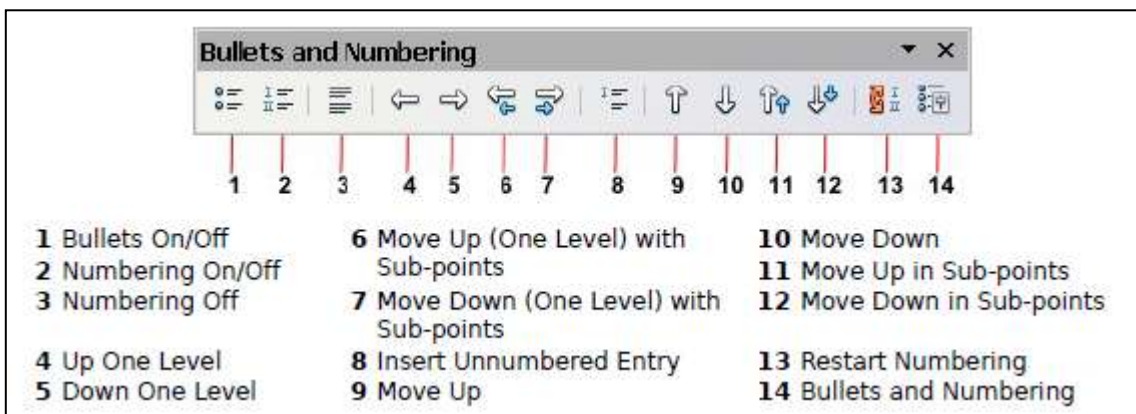 Bullets and Numbering
1 2 3 4 5 6 7 8 9 10 11 12 13 14
1 Bullets On/Off
2 Numbering On/Off
3 Numbering Off
4 Up One Level
5 Down One Level
6 Move Up (One Level) with
Sub-points
7 Move Down (One Level) with
Sub-points
8 Insert Unnumbered Entry
9 Move Up
10 Move Down
11 Move Up in Sub-points
12 Move Down in Sub-points
13 Restart Numbering
14 Bullets and Numbering